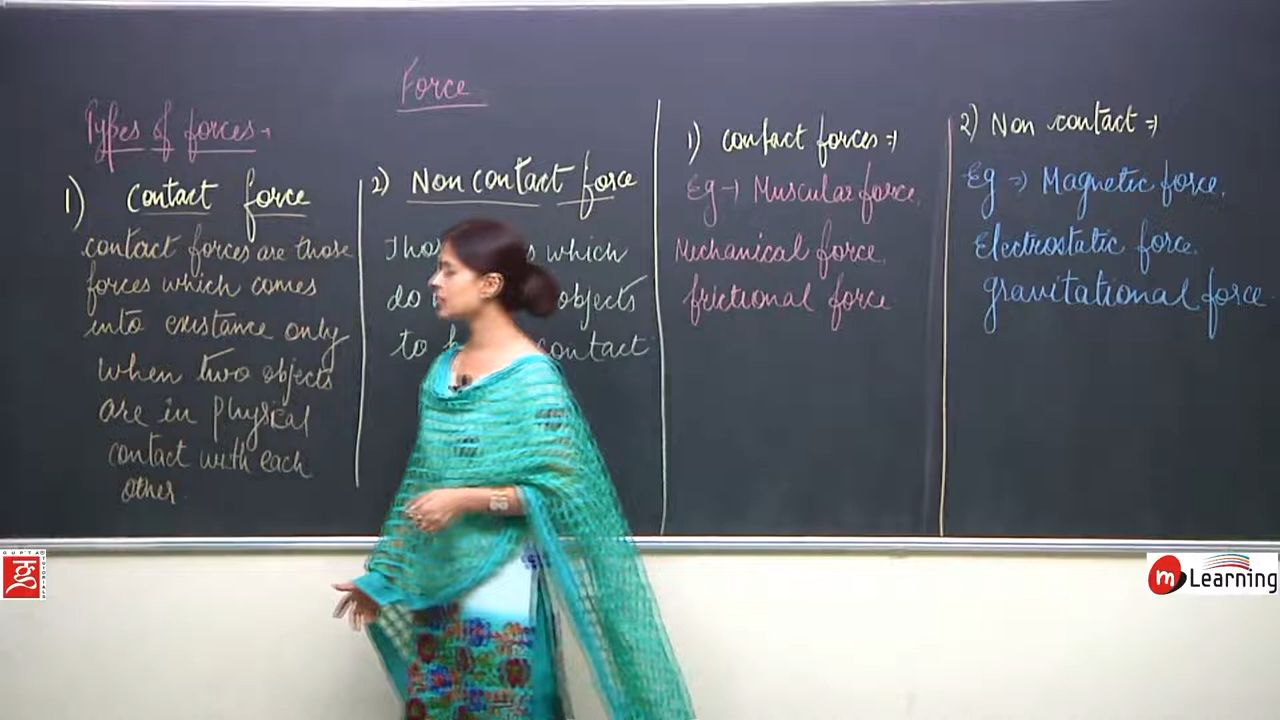 Force
Types of forces→
1) Contact force
contact forces are those
forces which comes
into existance only
when two objects
are in physical
contact with each
other.
2) Non contact force
which
do objects
to contact
1) contact forces ⇒
Eg → Muscular force,
Mechanical force,
frictional force
2) Non contact ⇒
Eg ⇒ Magnetic force,
Electrostatic force,
gravitational force
GUPTA
TUTORIALS
m Learning